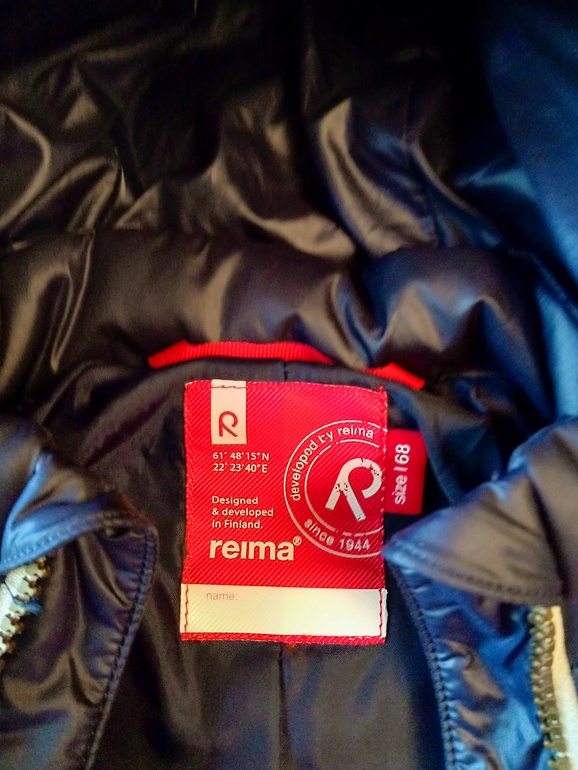 R
61° 48' 15" N
22° 23' 40" E
Designed
& developed
in Finland.
reima®
developed by reima
R
since 1944
size | 68
name: